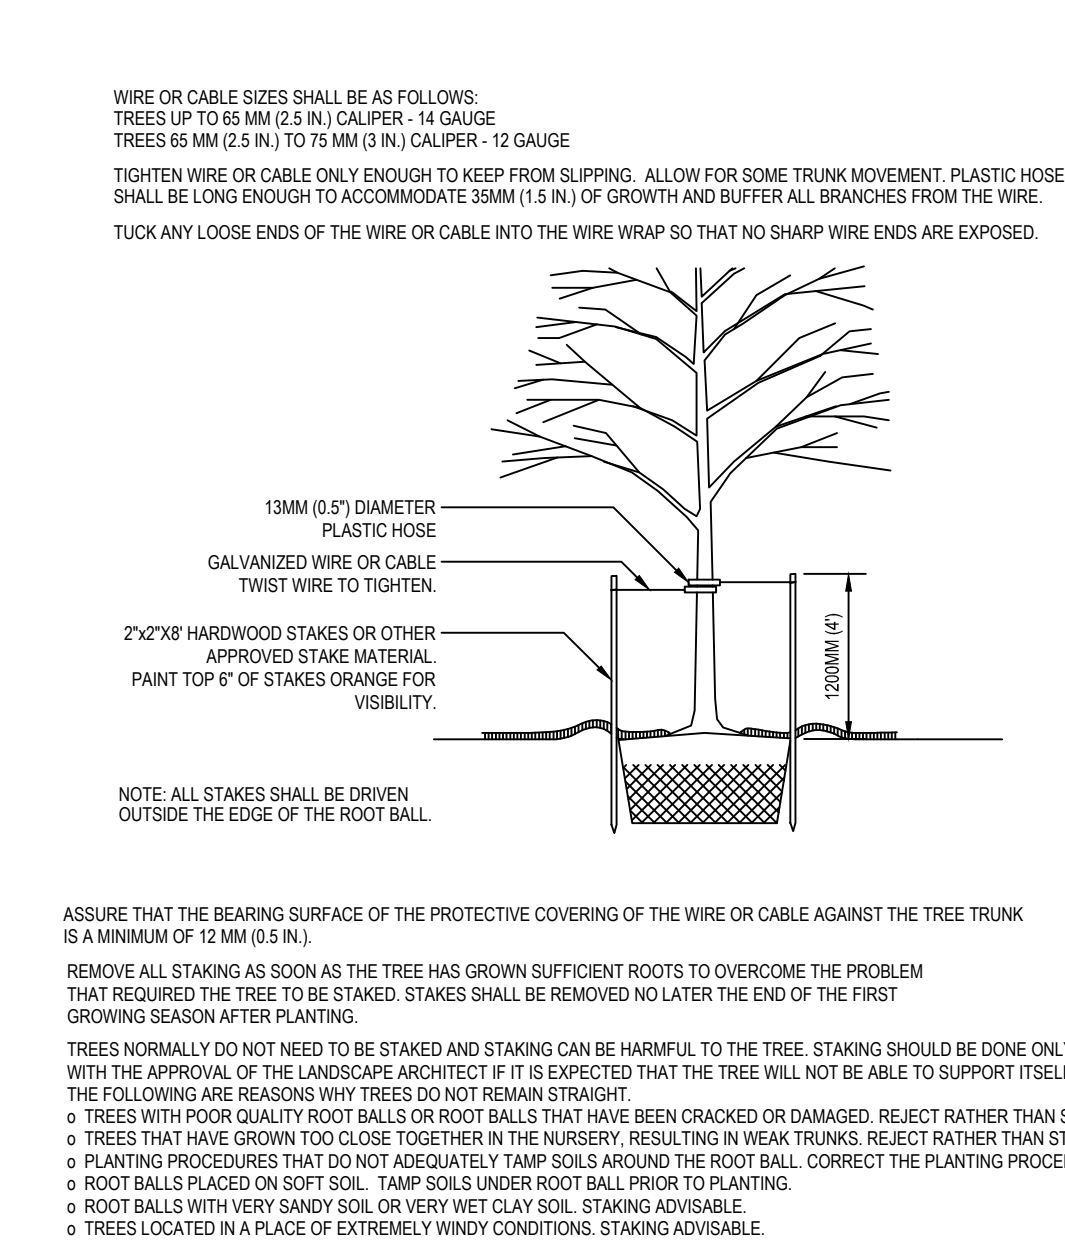 WIRE OR CABLE SIZES SHALL BE AS FOLLOWS:
TREES UP TO 65 MM (2.5 IN.) CALIPER - 14 GAUGE
TREES 65 MM (2.5 IN.) TO 75 MM (3 IN.) CALIPER - 12 GAUGE
TIGHTEN WIRE OR CABLE ONLY ENOUGH TO KEEP FROM SLIPPING. ALLOW FOR SOME TRUNK MOVEMENT. PLASTIC HOSE
SHALL BE LONG ENOUGH TO ACCOMMODATE 35MM (1.5 IN.) OF GROWTH AND BUFFER ALL BRANCHES FROM THE WIRE.
TUCK ANY LOOSE ENDS OF THE WIRE OR CABLE INTO THE WIRE WRAP SO THAT NO SHARP WIRE ENDS ARE EXPOSED.
13MM (0.5") DIAMETER
PLASTIC HOSE
GALVANIZED WIRE OR CABLE
TWIST WIRE TO TIGHTEN.
2"x2"X8' HARDWOOD STAKES OR OTHER
APPROVED STAKE MATERIAL.
PAINT TOP 6" OF STAKES ORANGE FOR
VISIBILITY.
1200MM (4')
NOTE: ALL STAKES SHALL BE DRIVEN
OUTSIDE THE EDGE OF THE ROOT BALL.
ASSURE THAT THE BEARING SURFACE OF THE PROTECTIVE COVERING OF THE WIRE OR CABLE AGAINST THE TREE TRUNK
IS A MINIMUM OF 12 MM (0.5 IN.).
REMOVE ALL STAKING AS SOON AS THE TREE HAS GROWN SUFFICIENT ROOTS TO OVERCOME THE PROBLEM
THAT REQUIRED THE TREE TO BE STAKED. STAKES SHALL BE REMOVED NO LATER THE END OF THE FIRST
GROWING SEASON AFTER PLANTING.
TREES NORMALLY DO NOT NEED TO BE STAKED AND STAKING CAN BE HARMFUL TO THE TREE. STAKING SHOULD BE DONE ONL
WITH THE APPROVAL OF THE LANDSCAPE ARCHITECT IF IT IS EXPECTED THAT THE TREE WILL NOT BE ABLE TO SUPPORT ITSEL
THE FOLLOWING ARE REASONS WHY TREES DO NOT REMAIN STRAIGHT.
o TREES WITH POOR QUALITY ROOT BALLS OR ROOT BALLS THAT HAVE BEEN CRACKED OR DAMAGED. REJECT RATHER THAN
o TREES THAT HAVE GROWN TOO CLOSE TOGETHER IN THE NURSERY, RESULTING IN WEAK TRUNKS. REJECT RATHER THAN ST
o PLANTING PROCEDURES THAT DO NOT ADEQUATELY TAMP SOILS AROUND THE ROOT BALL. CORRECT THE PLANTING PROCE
o ROOT BALLS PLACED ON SOFT SOIL. TAMP SOILS UNDER ROOT BALL PRIOR TO PLANTING.
o ROOT BALLS WITH VERY SANDY SOIL OR VERY WET CLAY SOIL. STAKING ADVISABLE.
o TREES LOCATED IN A PLACE OF EXTREMELY WINDY CONDITIONS. STAKING ADVISABLE.